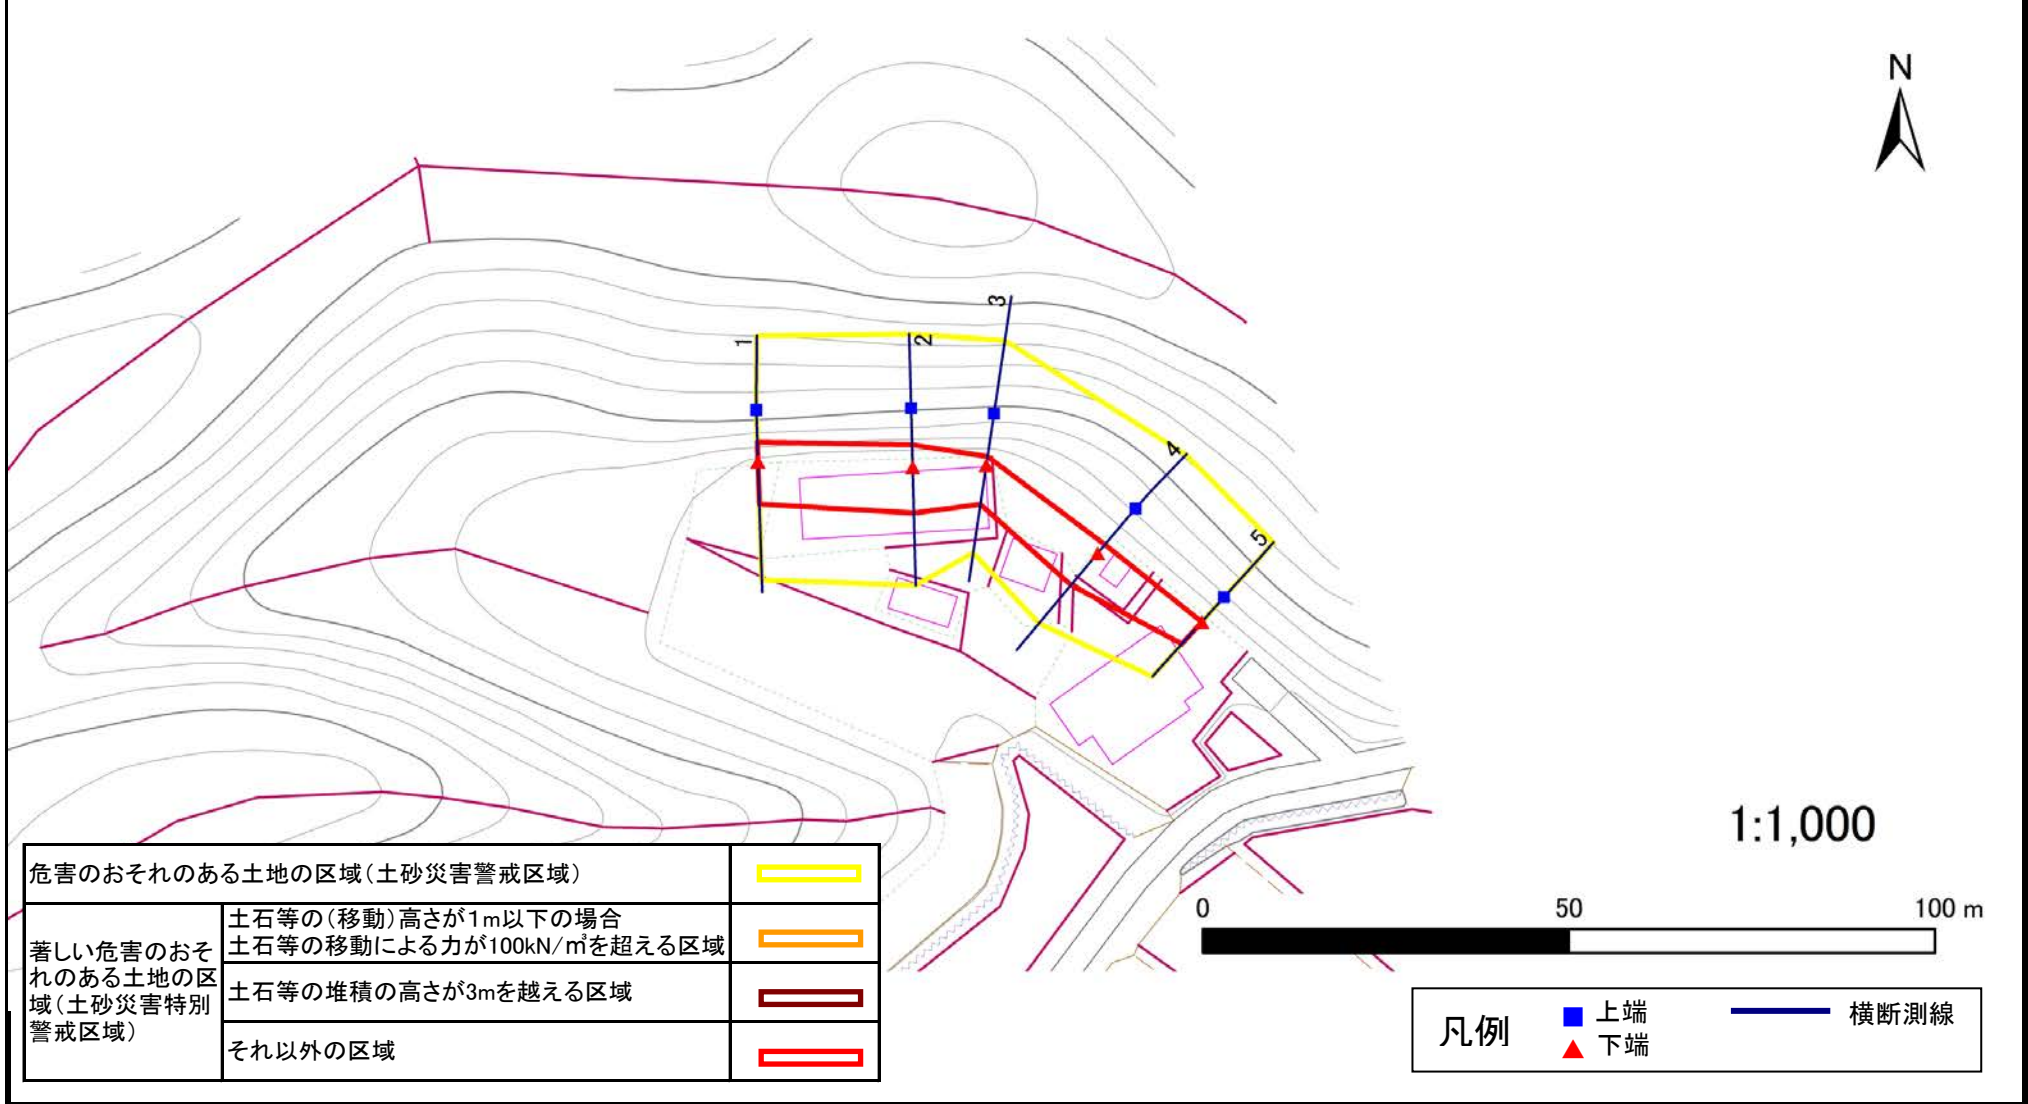 N
3
1
2
4
5
1:1,000
0 50 100 m
危害のおそれのある土地の区域(土砂災害警戒区域)
著しい危害のおそ
れのある土地の区
域(土砂災害特別
警戒区域)
土石等の(移動)高さが1m以下の場合
土石等の移動による力が100kN/㎡を超える区域
土石等の堆積の高さが3mを越える区域
それ以外の区域
凡例
上端
下端
横断測線